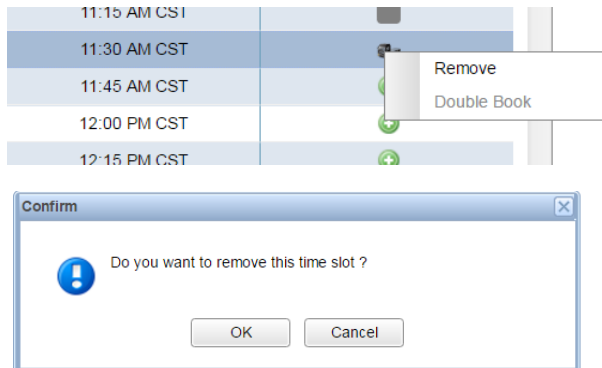 11:15 AM CST
11:30 AM CST
Remove
11:45 AM CST
Double Book
12:00 PM CST
12:15 PM CST
Confirm
Do you want to remove this time slot ?
OK
Cancel